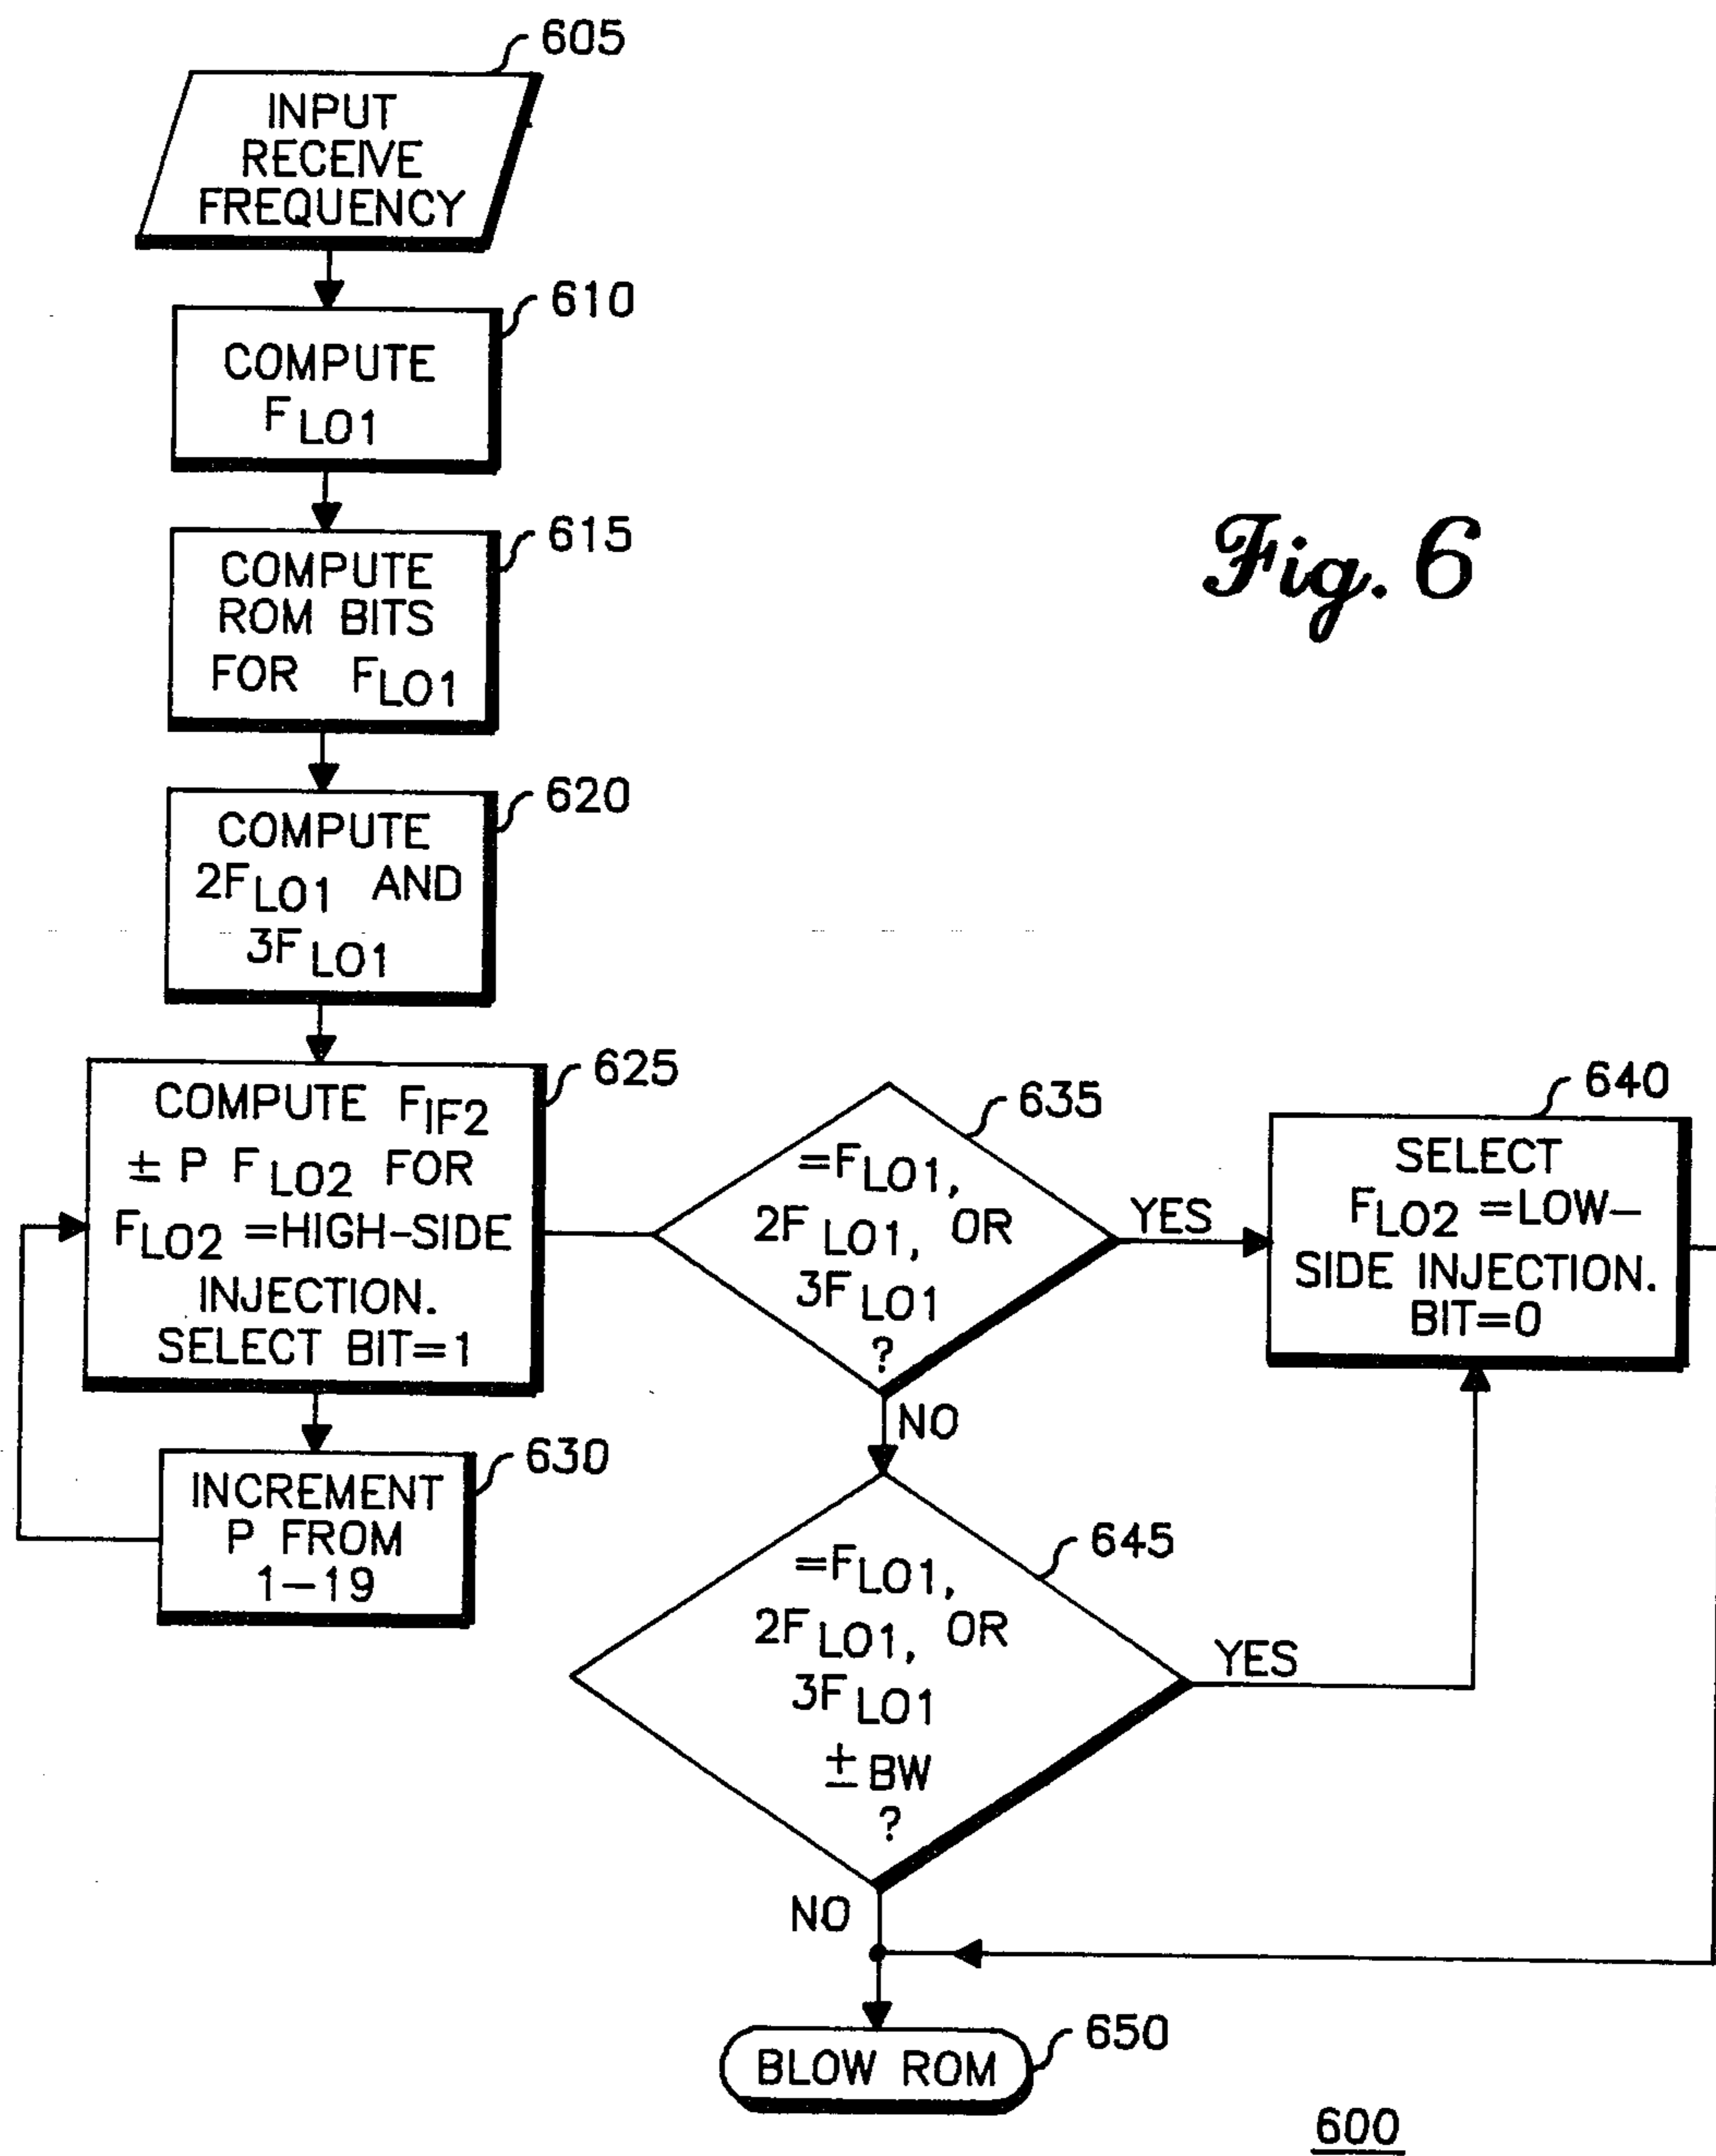 605
INPUT
RECEIVE
FREQUENCY
610
COMPUTE
FLO1
615
COMPUTE
ROM BITS
FOR FLO1
620
COMPUTE
2FLO1 AND
3FLO1
Fig. 6
625
COMPUTE FIF2
± P FLO2 FOR
FLO2 =HIGH-SIDE
INJECTION.
SELECT BIT=1
630
INCREMENT
P FROM
1-19
635
=FLO1,
2FLO1, OR
3FLO1
?
YES
NO
640
SELECT
FLO2 =LOW-
SIDE INJECTION.
BIT=0
645
=FLO1,
2FLO1, OR
3FLO1
±BW
?
YES
NO
650
BLOW ROM
600